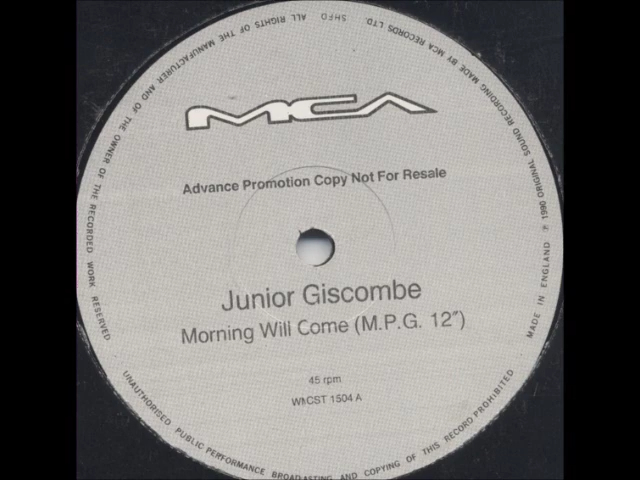 MCA
Advance Promotion Copy Not For Resale
Junior Giscombe
Morning Will Come (M.P.G. 12")
45 rpm
WMCST 1504 A
℗ 1990 ORIGINAL SOUND RECORDING MADE BY MCA RECORDS LTD.
ALL RIGHTS OF THE MANUFACTURER AND OF THE OWNER OF THE RECORDED WORK RESERVED
UNAUTHORISED PUBLIC PERFORMANCE BROADCASTING AND COPYING OF THIS RECORD PROHIBITED
MADE IN ENGLAND